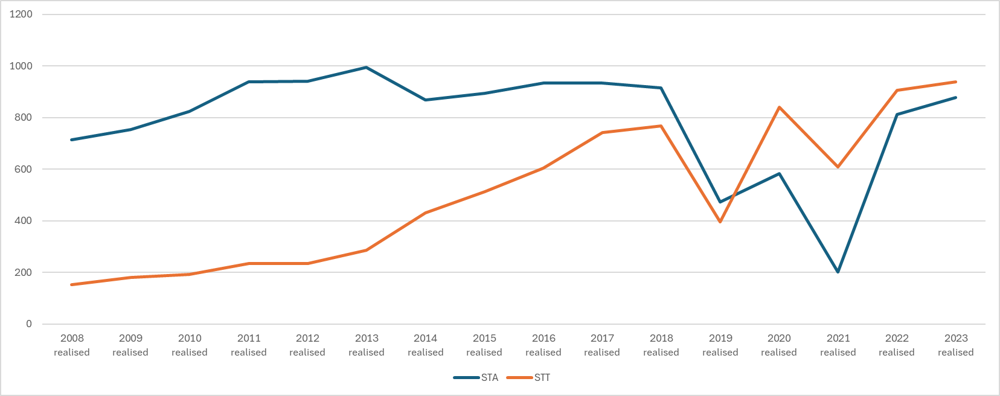 1200
1000
800
600
400
200
0
2008 realised
2009 realised
2010 realised
2011 realised
2012 realised
2013 realised
2014 realised
2015 realised
2016 realised
2017 realised
2018 realised
2019 realised
2020 realised
2021 realised
2022 realised
2023 realised
STA STT